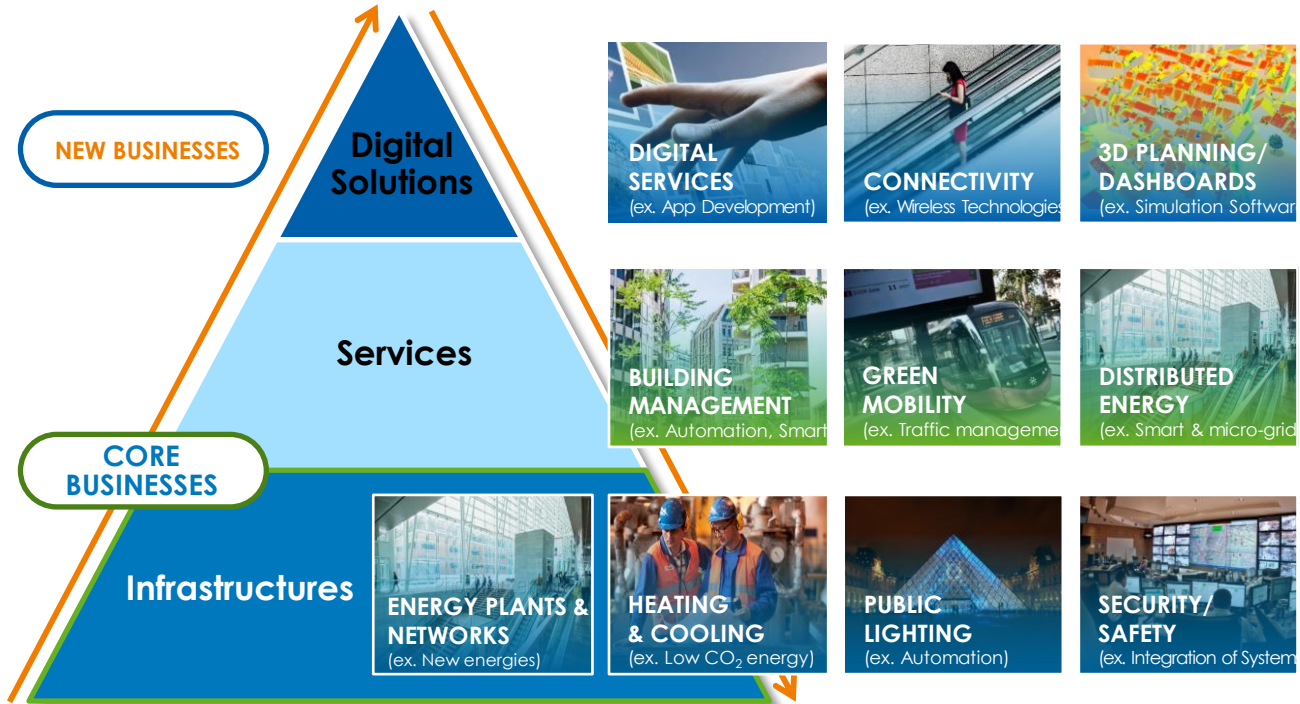 NEW BUSINESSES
Digital
Solutions
DIGITAL
SERVICES
(ex. App Development)
CONNECTIVITY
(ex. Wireless Technologies
3D PLANNING/
DASHBOARDS
(ex. Simulation Softwar
Services
BUILDING
MANAGEMENT
(ex. Automation, Smart
GREEN
MOBILITY
(ex. Traffic manageme
DISTRIBUTED
ENERGY
(ex. Smart & micro-grid
CORE
BUSINESSES
Infrastructures
ENERGY PLANTS &
NETWORKS
(ex. New energies)
HEATING
& COOLING
(ex. Low CO₂ energy)
PUBLIC
LIGHTING
(ex. Automation)
SECURITY/
SAFETY
(ex. Integration of System